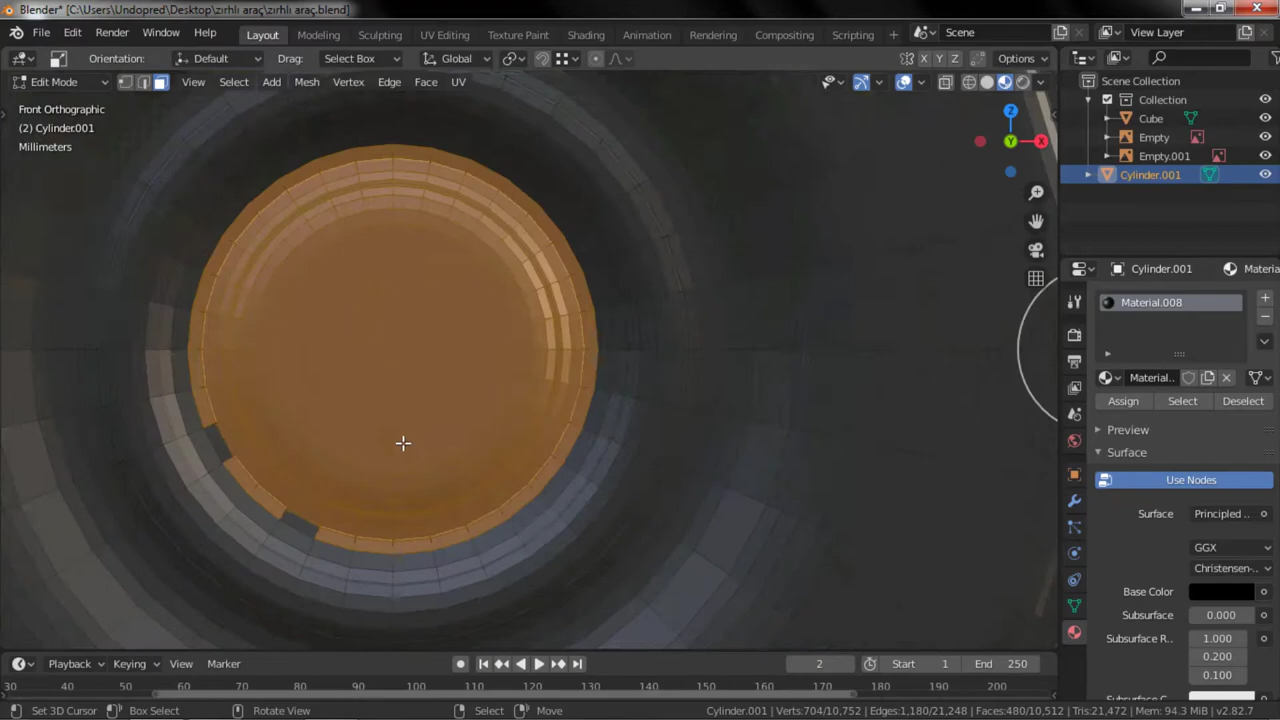 Blender* [C:\Users\Undopred\Desktop\zırhlı araç\zırhlı araç.blend]
File Edit Render Window Help Layout Modeling Sculpting UV Editing Texture Paint Shading Animation Rendering Compositing Scripting + Scene View Layer
Orientation: Default Drag: Select Box Global X Y Z Options
Edit Mode View Select Add Mesh Vertex Edge Face UV
Front Orthographic
(2) Cylinder.001
Millimeters
Z
Y
X
Scene Collection
Collection
Cube
Empty
Empty.001
Cylinder.001
Cylinder.001 Materia
Material.008
Material..
Assign Select Deselect
Preview
Surface
Use Nodes
Surface Principled ..
GGX
Christensen-..
Base Color
Subsurface 0.000
Subsurface R.. 1.000
0.200
0.100
Subsurface C..
Playback Keying View Marker 2 Start 1 End 250
30 40 50 60 70 80 90 100 110 120 130 140 150 160 170 180 190 200
Set 3D Cursor Box Select Rotate View Select Move Cylinder.001 | Verts:704/10,752 | Edges:1,180/21,248 | Faces:480/10,512 | Tris:21,472 | Mem: 94.3 MiB | v2.82.7